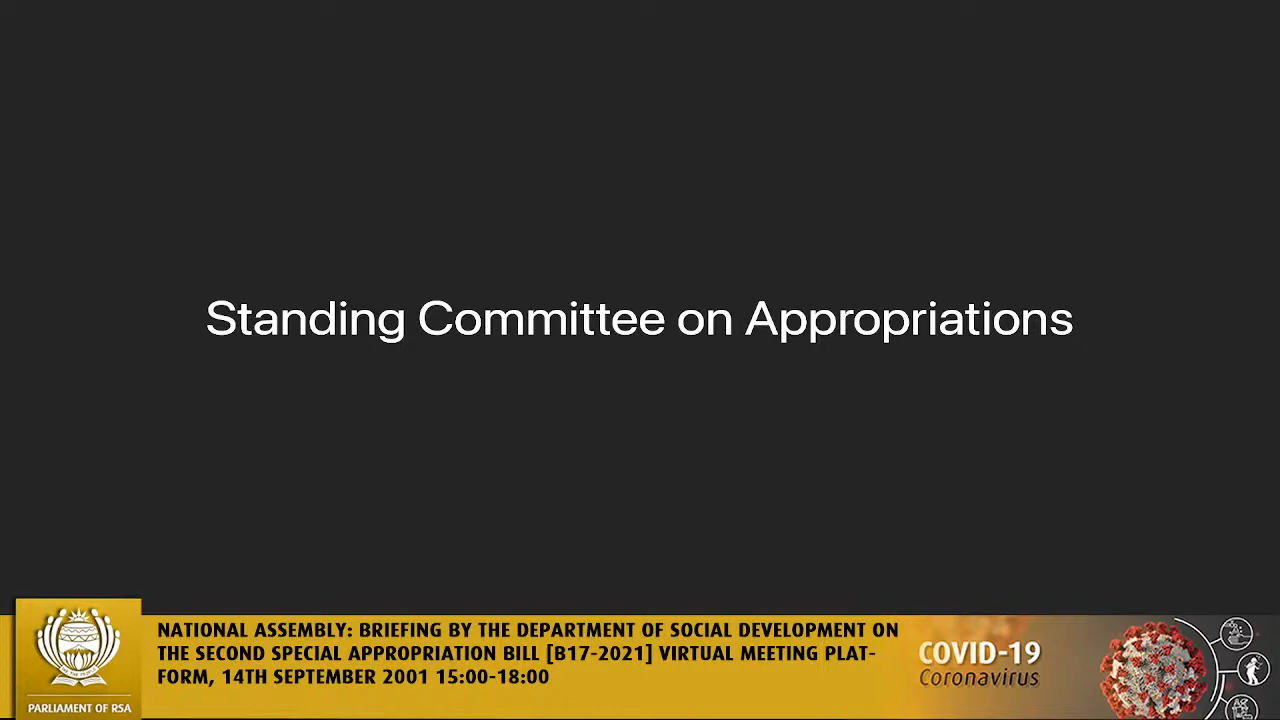 Standing Committee on Appropriations
NATIONAL ASSEMBLY: BRIEFING BY THE DEPARTMENT OF SOCIAL DEVELOPMENT ON
THE SECOND SPECIAL APPROPRIATION BILL [B17-2021] VIRTUAL MEETING PLAT-
FORM, 14TH SEPTEMBER 2001 15:00-18:00
COVID-19
Coronavirus
PARLIAMENT OF RSA